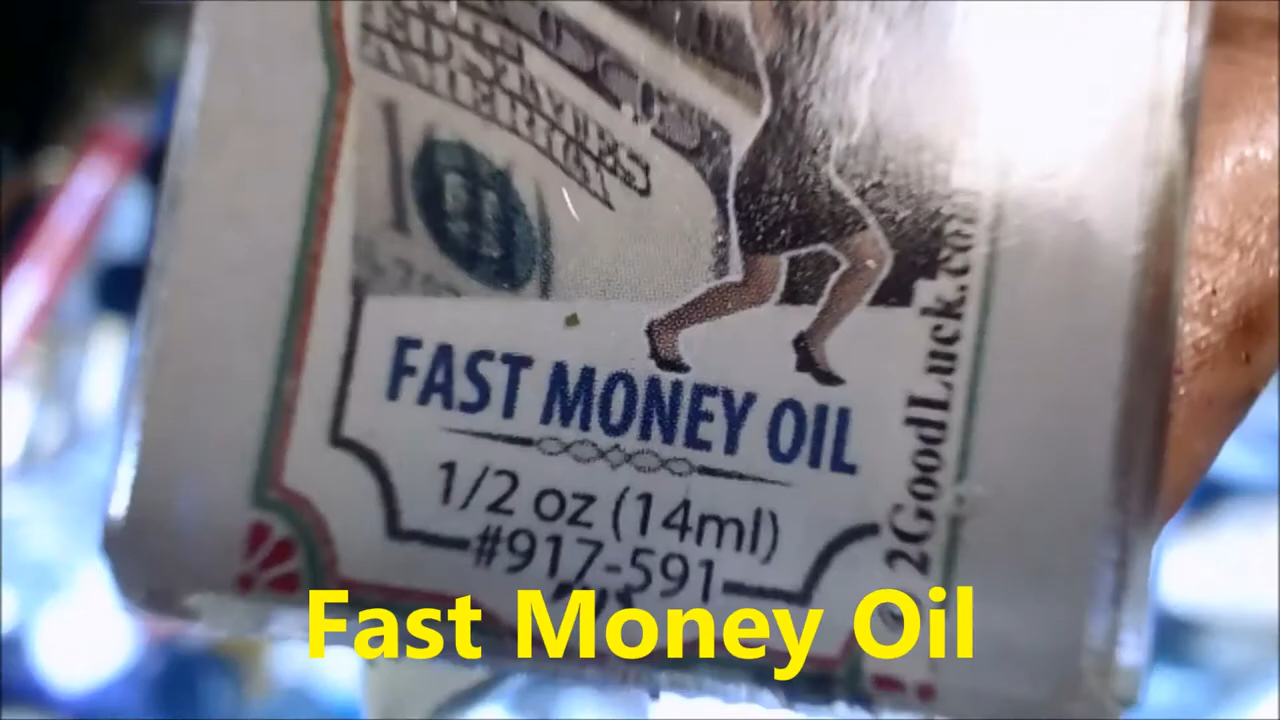 FAST MONEY OIL
1/2 oz (14ml)
#917-591
2GoodLuck.com
Fast Money Oil